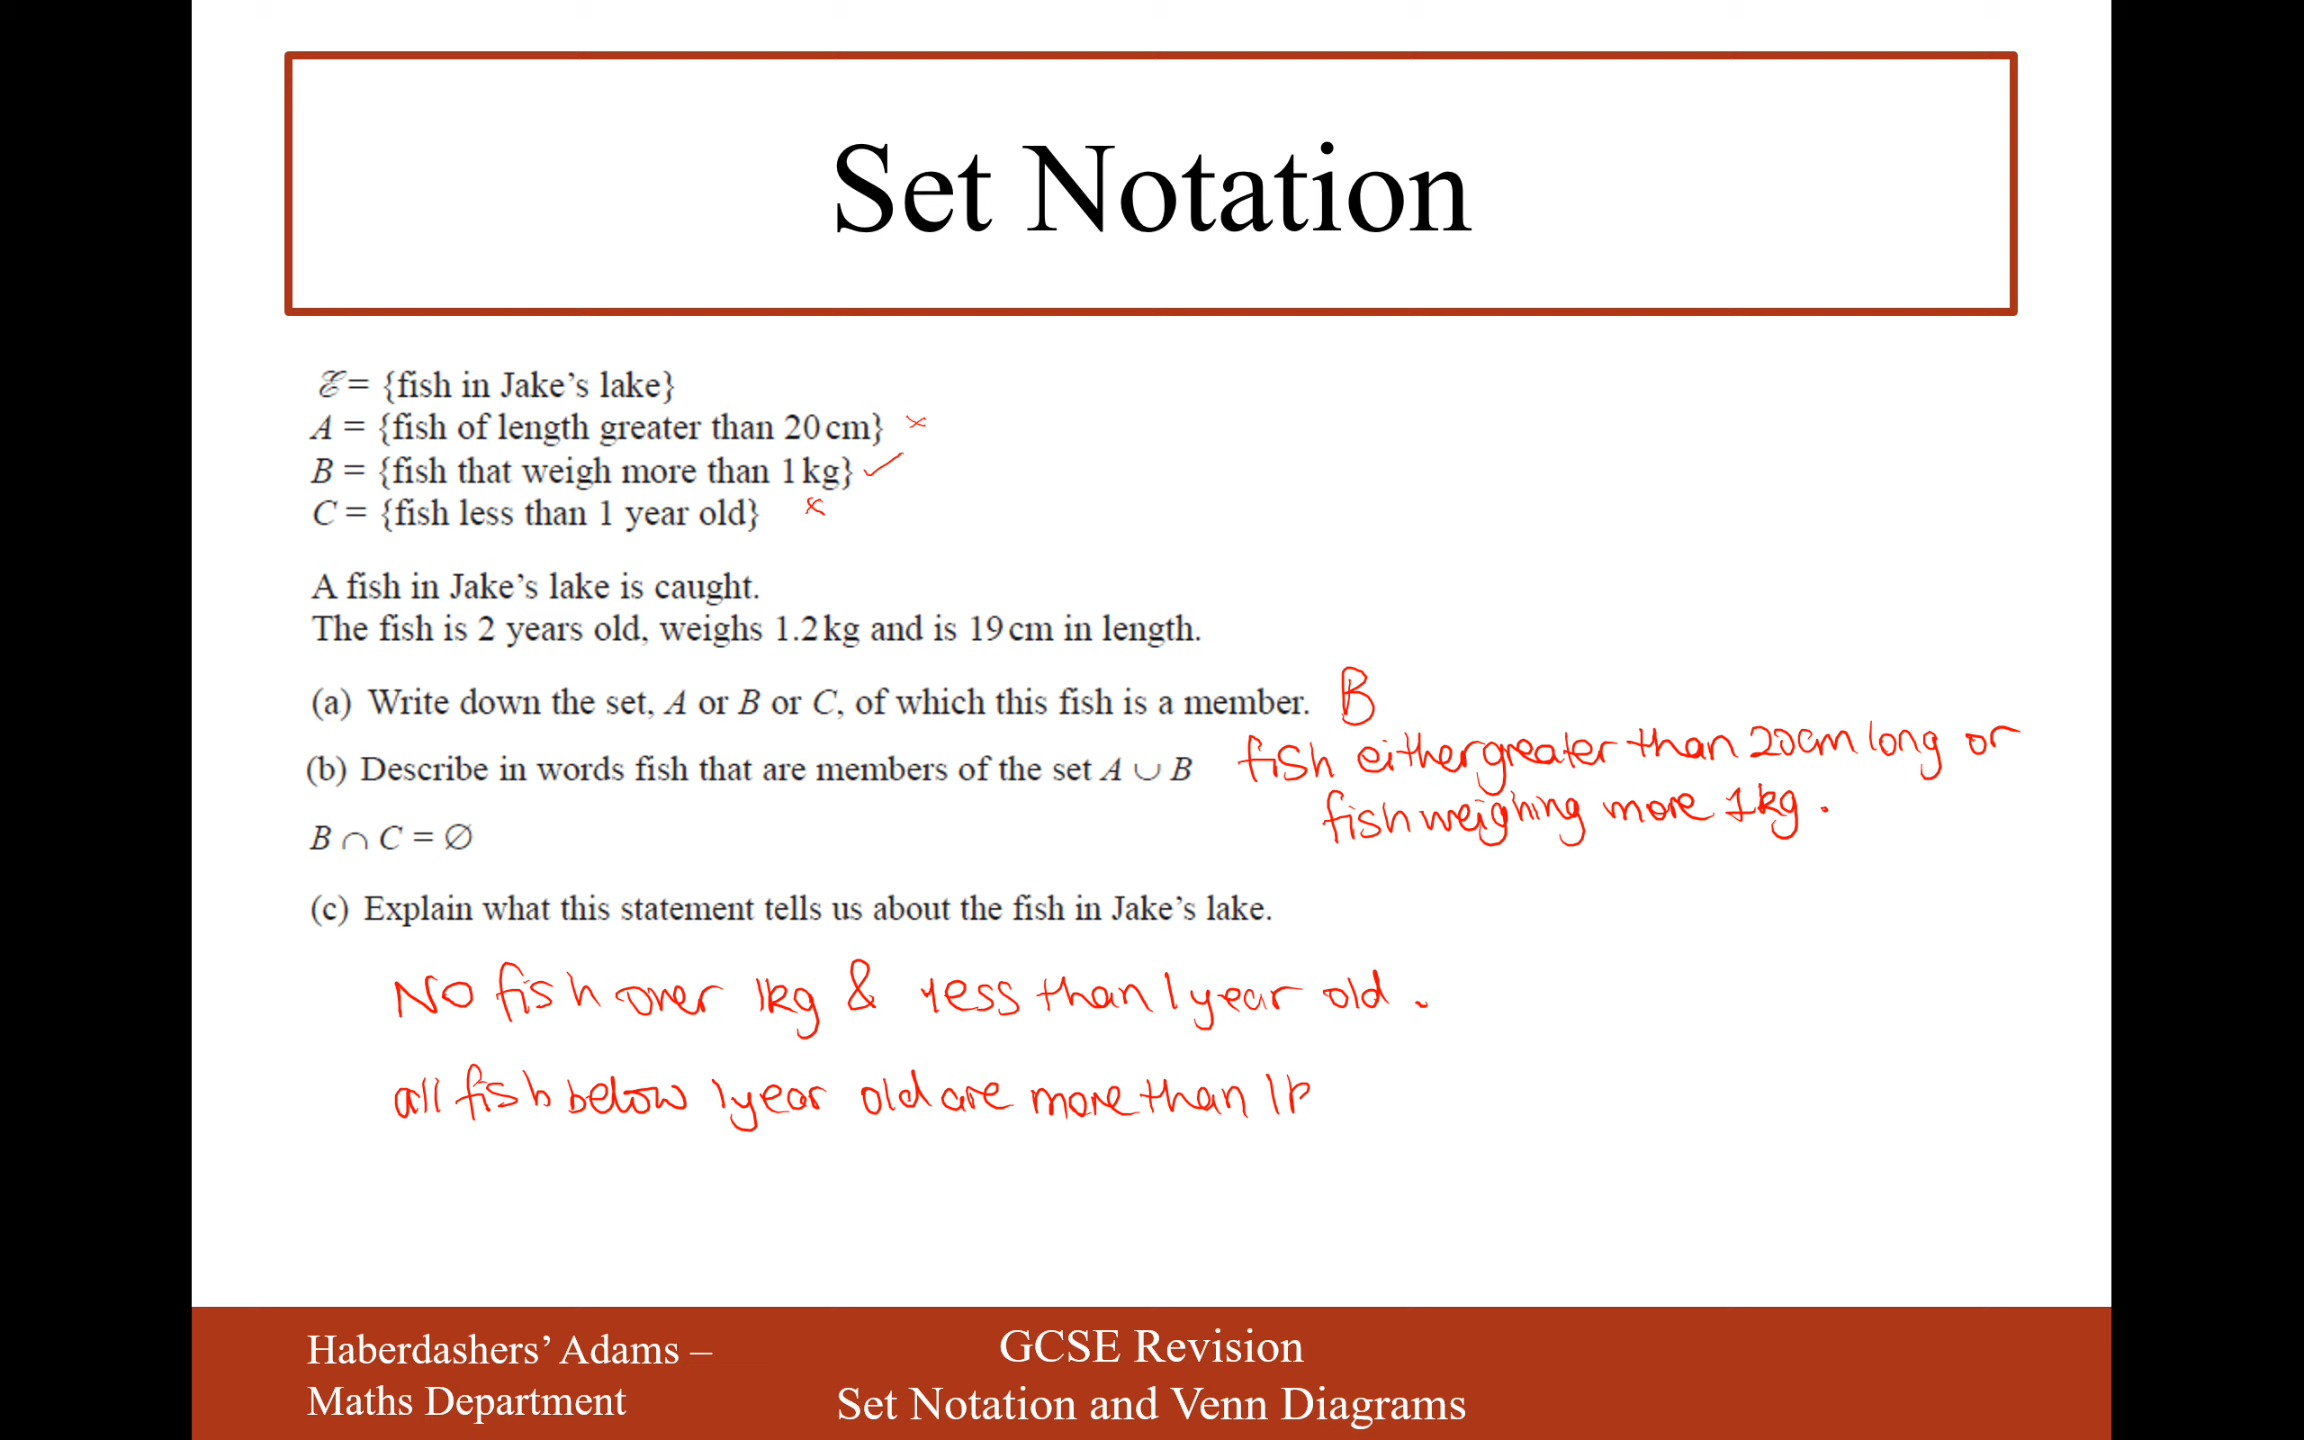 Set Notation
ℰ = {fish in Jake’s lake}
A = {fish of length greater than 20 cm} ×
B = {fish that weigh more than 1 kg} ✓
C = {fish less than 1 year old} ×
A fish in Jake’s lake is caught.
The fish is 2 years old, weighs 1.2 kg and is 19 cm in length.
(a) Write down the set, A or B or C, of which this fish is a member. B
(b) Describe in words fish that are members of the set A ∪ B fish either greater than 20cm long or
fish weighing more 1kg.
B ∩ C = ∅
(c) Explain what this statement tells us about the fish in Jake’s lake.
No fish over 1kg & less than 1 year old.
all fish below 1 year old are more than 1k
Haberdashers’ Adams –
Maths Department
GCSE Revision
Set Notation and Venn Diagrams